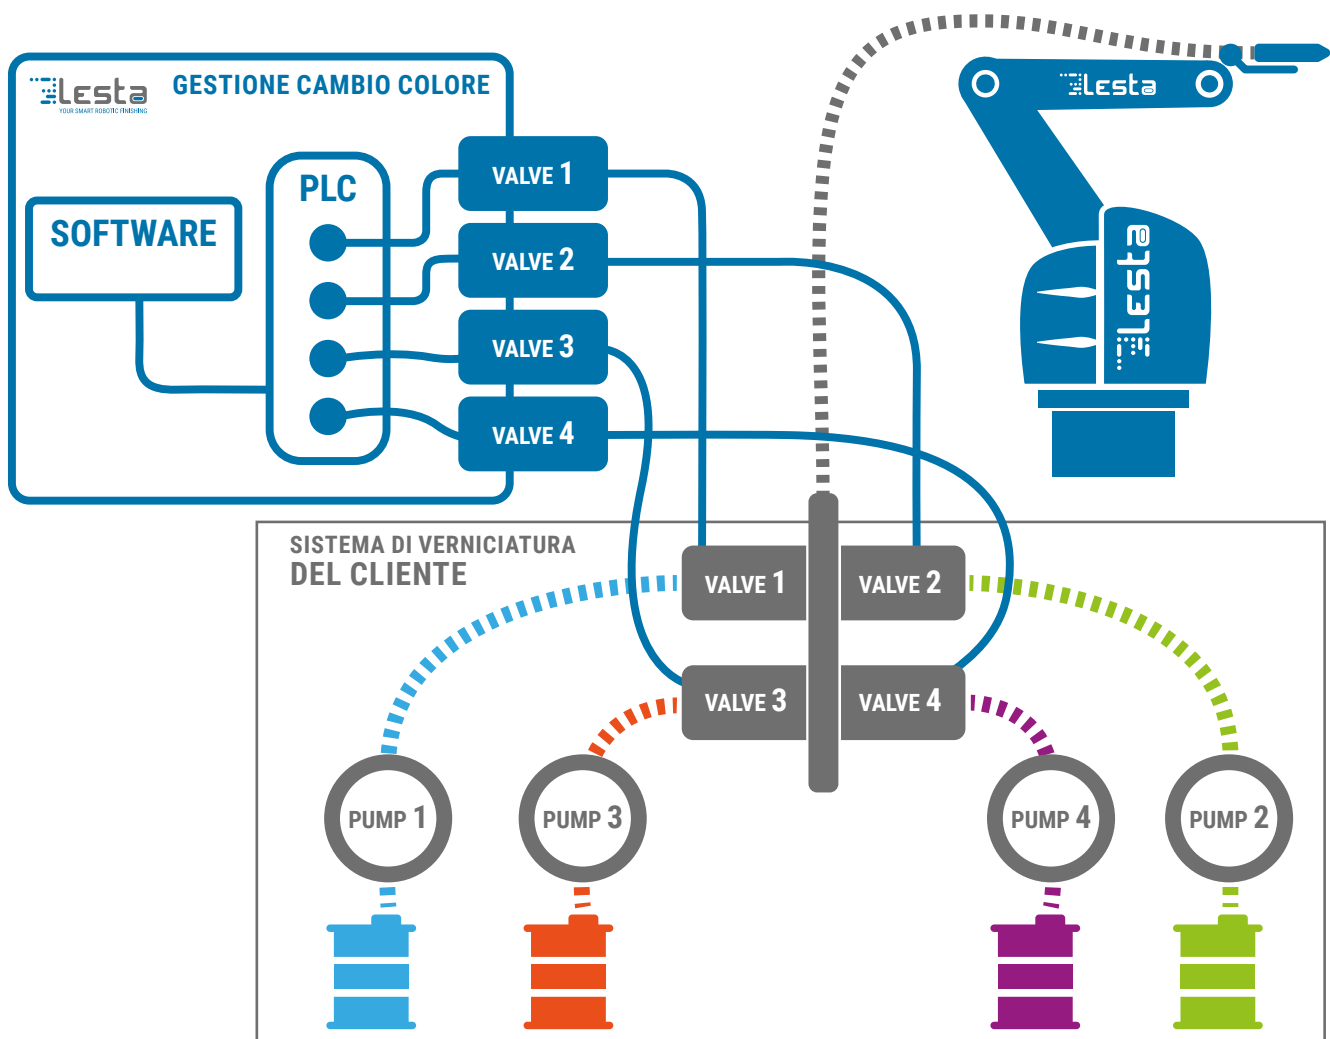 Lesta
YOUR SMART ROBOTIC FINISHING
GESTIONE CAMBIO COLORE
SOFTWARE
PLC
VALVE 1
VALVE 2
VALVE 3
VALVE 4
Lesta
Lesta
SISTEMA DI VERNICIATURA
DEL CLIENTE
VALVE 1
VALVE 2
VALVE 3
VALVE 4
PUMP 1
PUMP 3
PUMP 4
PUMP 2